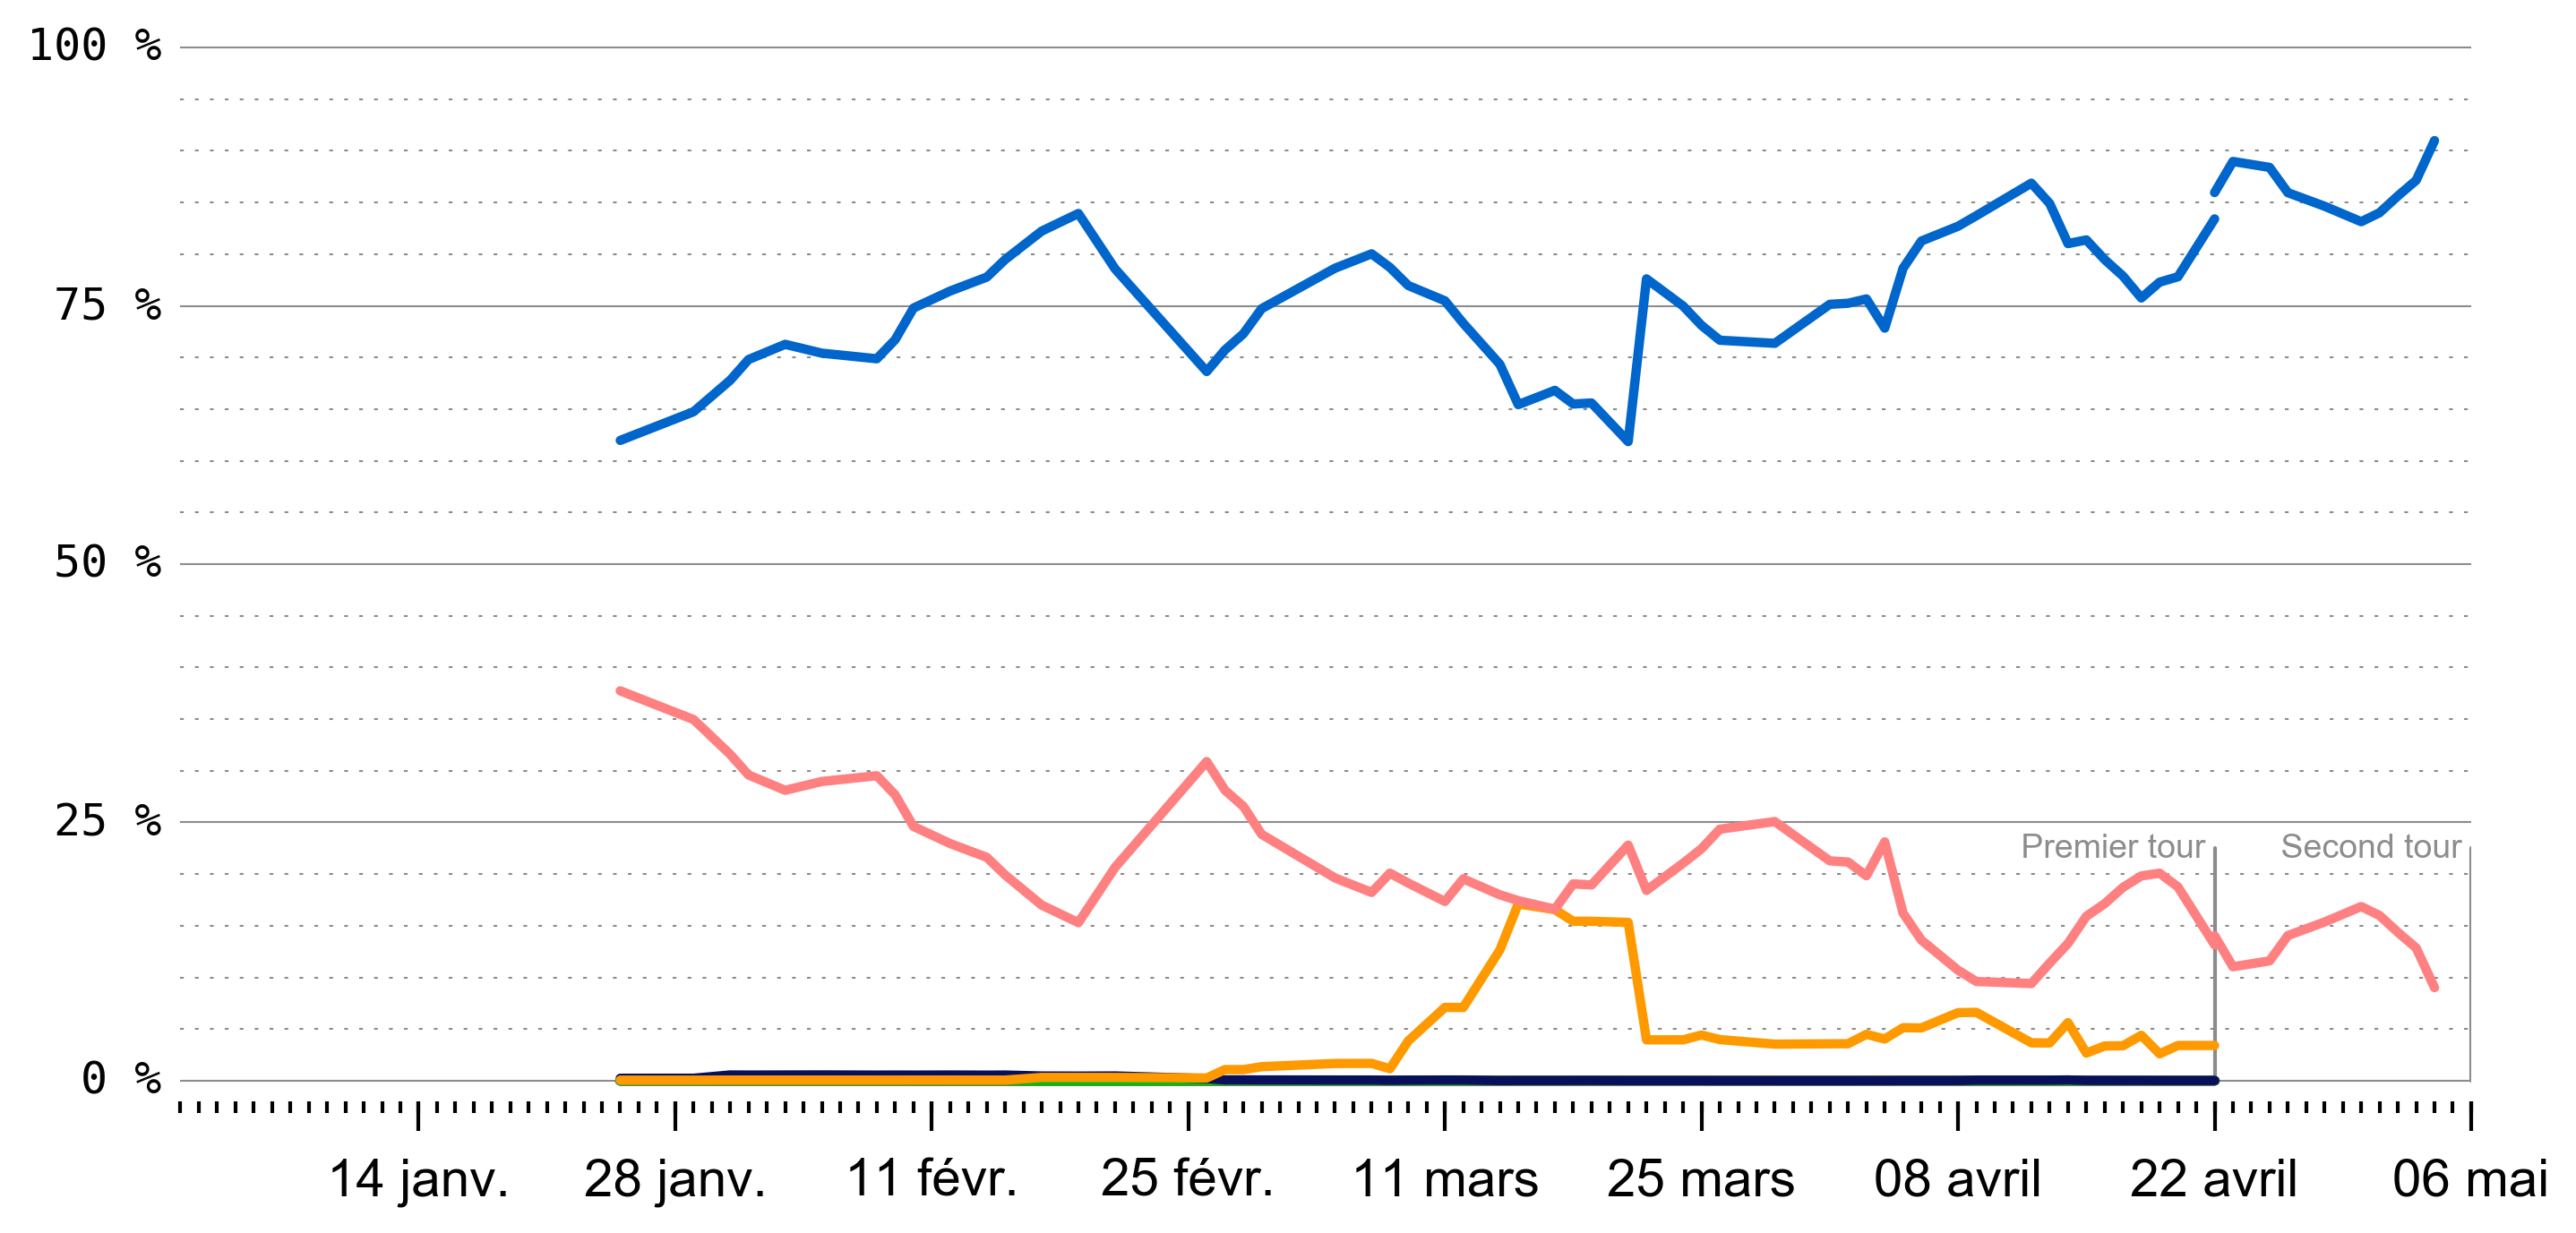 100 %
75 %
50 %
25 %
Premier tour Second tour
0 %
14 janv. 28 janv. 11 févr. 25 févr. 11 mars 25 mars 08 avril 22 avril 06 mai